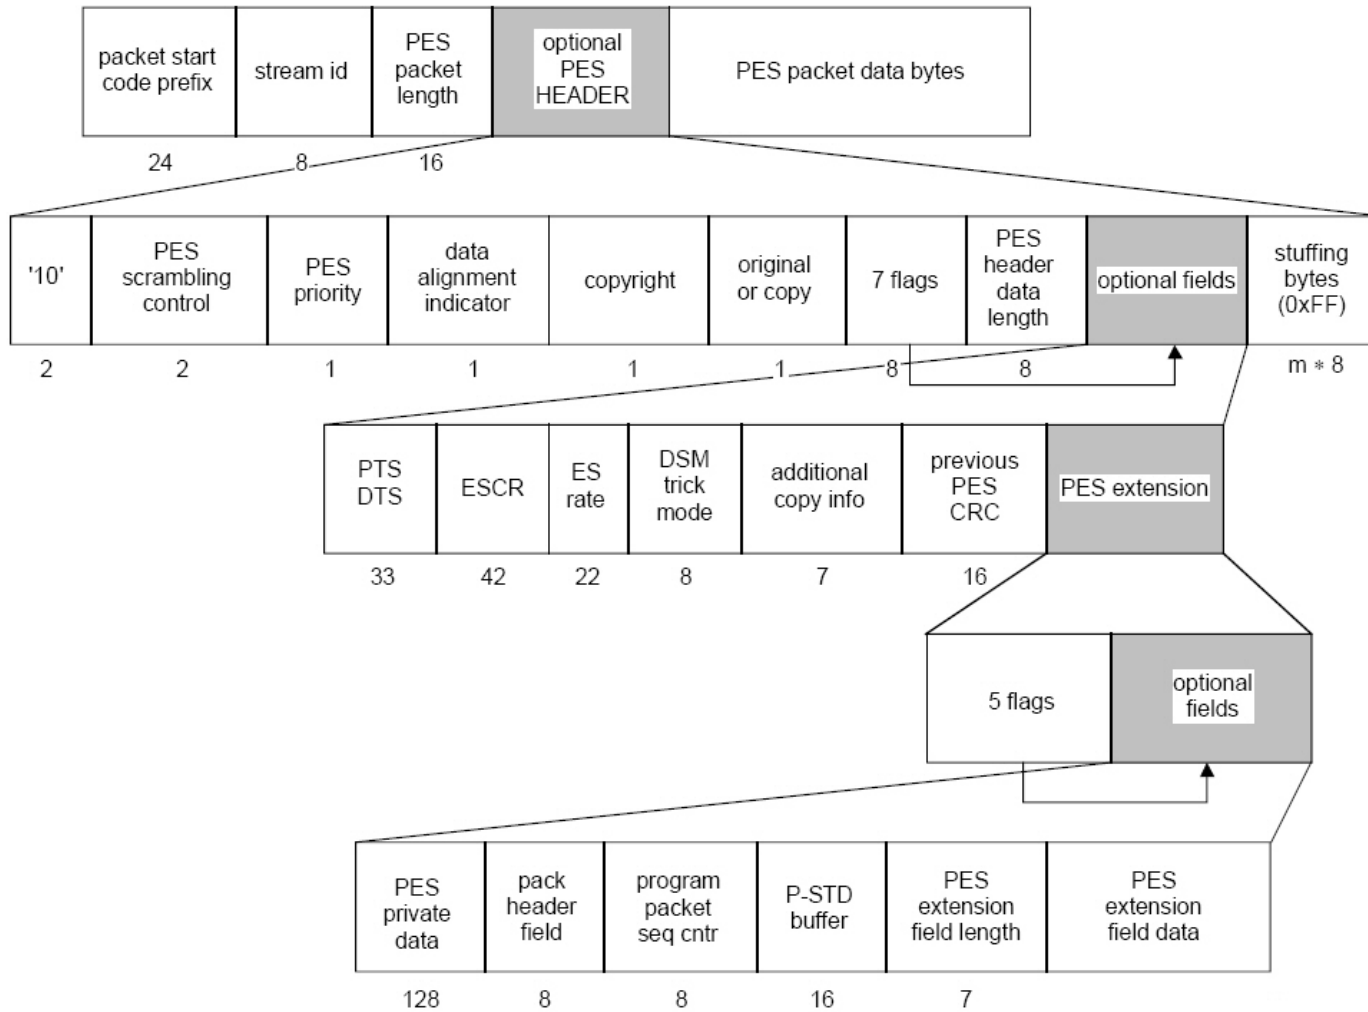 packet start
code prefix
stream id
PES
packet
length
optional
PES
HEADER
PES packet data bytes
24
8
16
'10'
PES
scrambling
control
PES
priority
data
alignment
indicator
copyright
original
or copy
7 flags
PES
header
data
length
optional fields
stuffing
bytes
(0xFF)
2
2
1
1
1
1
8
8
m * 8
PTS
DTS
ESCR
ES
rate
DSM
trick
mode
additional
copy info
previous
PES
CRC
PES extension
33
42
22
8
7
16
5 flags
optional
fields
PES
private
data
pack
header
field
program
packet
seq cntr
P-STD
buffer
PES
extension
field length
PES
extension
field data
128
8
8
16
7